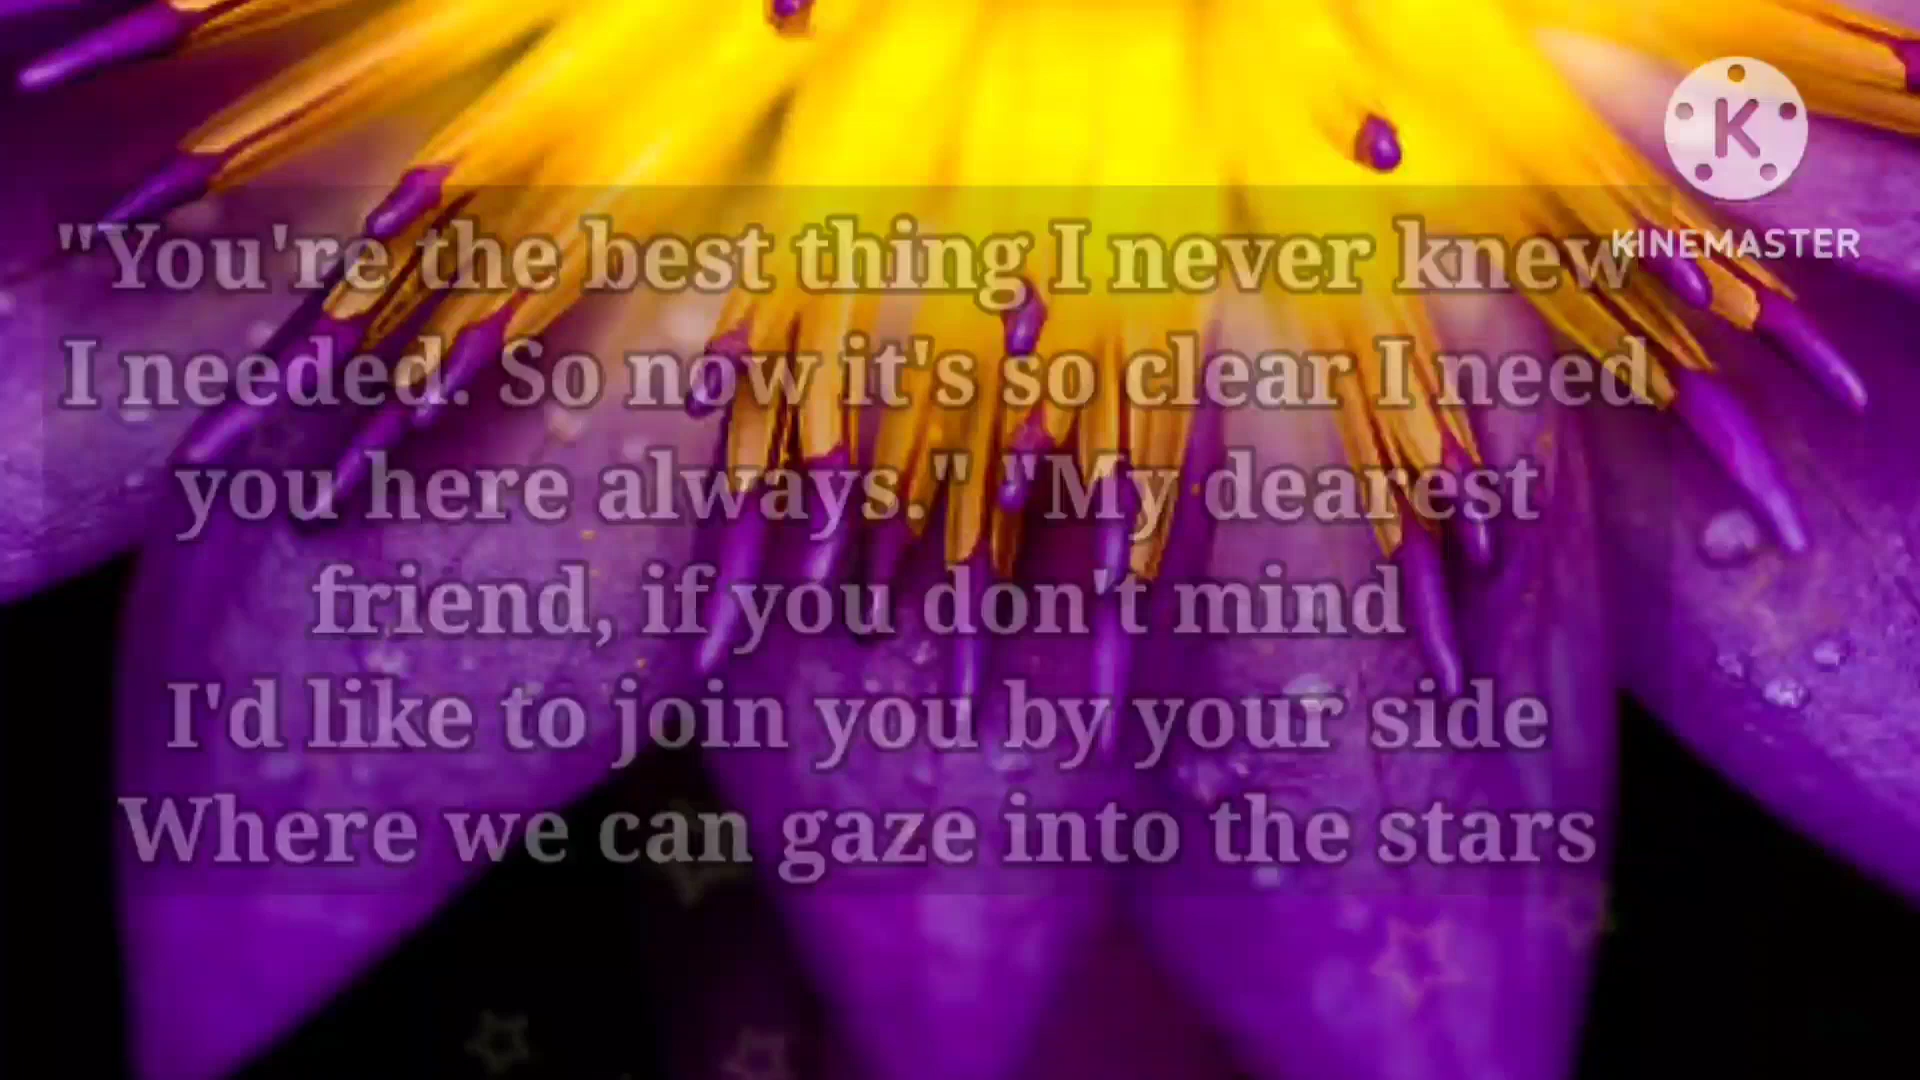 "You're the best thing I never knew
I needed. So now it's so clear I need
you here always." "My dearest
friend, if you don't mind
I'd like to join you by your side
Where we can gaze into the stars
K
KINEMASTER